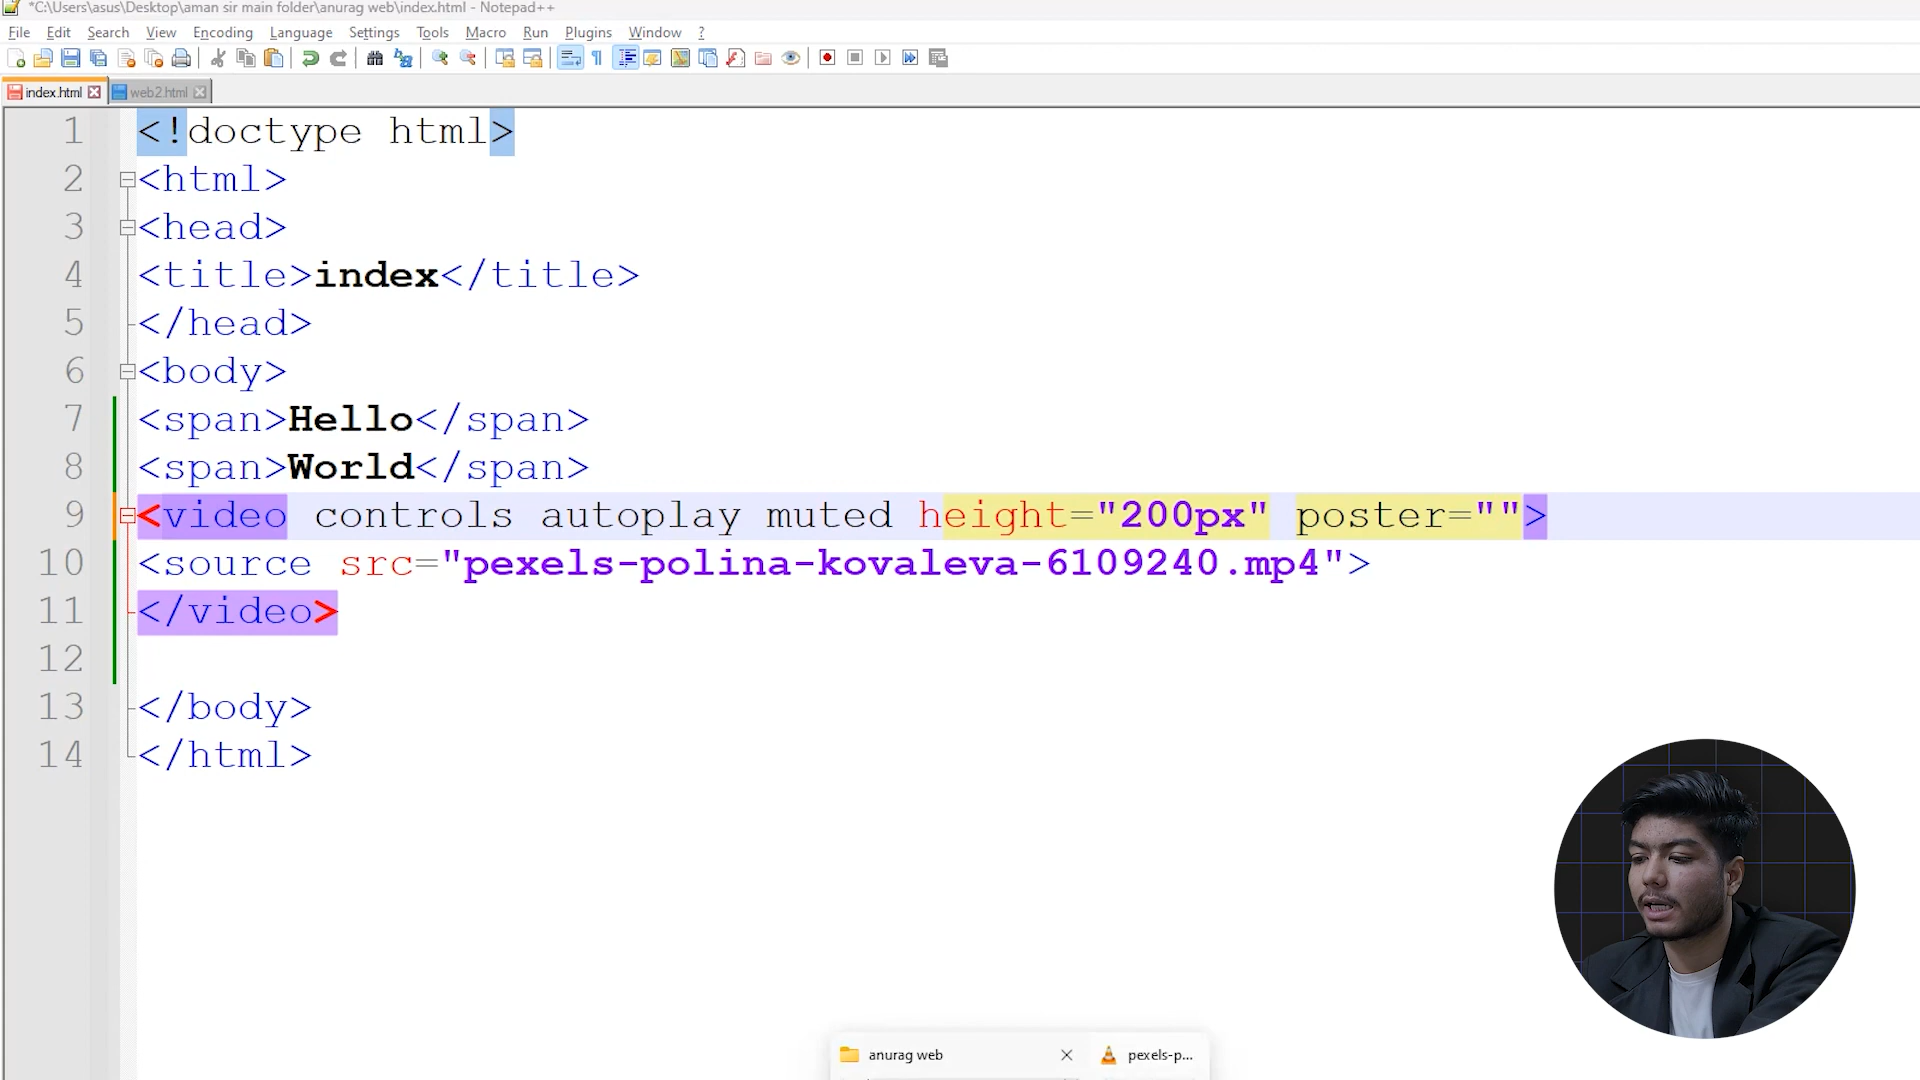 *C:\Users\asus\Desktop\aman sir main folder\anurag web\index.html - Notepad++
File Edit Search View Encoding Language Settings Tools Macro Run Plugins Window ?
index.html web2.html
1 <!doctype html>
2 <html>
3 <head>
4 <title>index</title>
5 </head>
6 <body>
7 <span>Hello</span>
8 <span>World</span>
9 <video controls autoplay muted height="200px" poster="">
10 <source src="pexels-polina-kovaleva-6109240.mp4">
11 </video>
12
13 </body>
14 </html>
anurag web pexels-p...